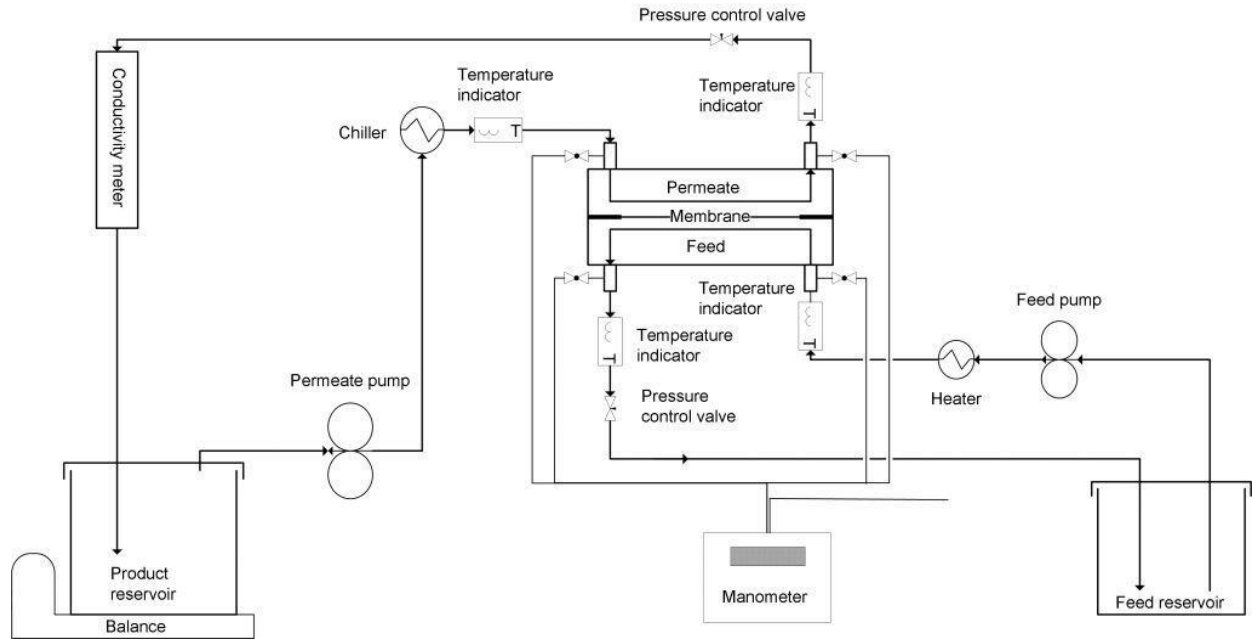 Pressure control valve
Conductivity meter
Temperature
indicator
T
Chiller
Temperature
indicator
T
Permeate
Membrane
Feed
Temperature
indicator
T
Feed pump
Temperature
indicator
T
Heater
Permeate pump
Pressure
control valve
Product
reservoir
Balance
Manometer
Feed reservoir